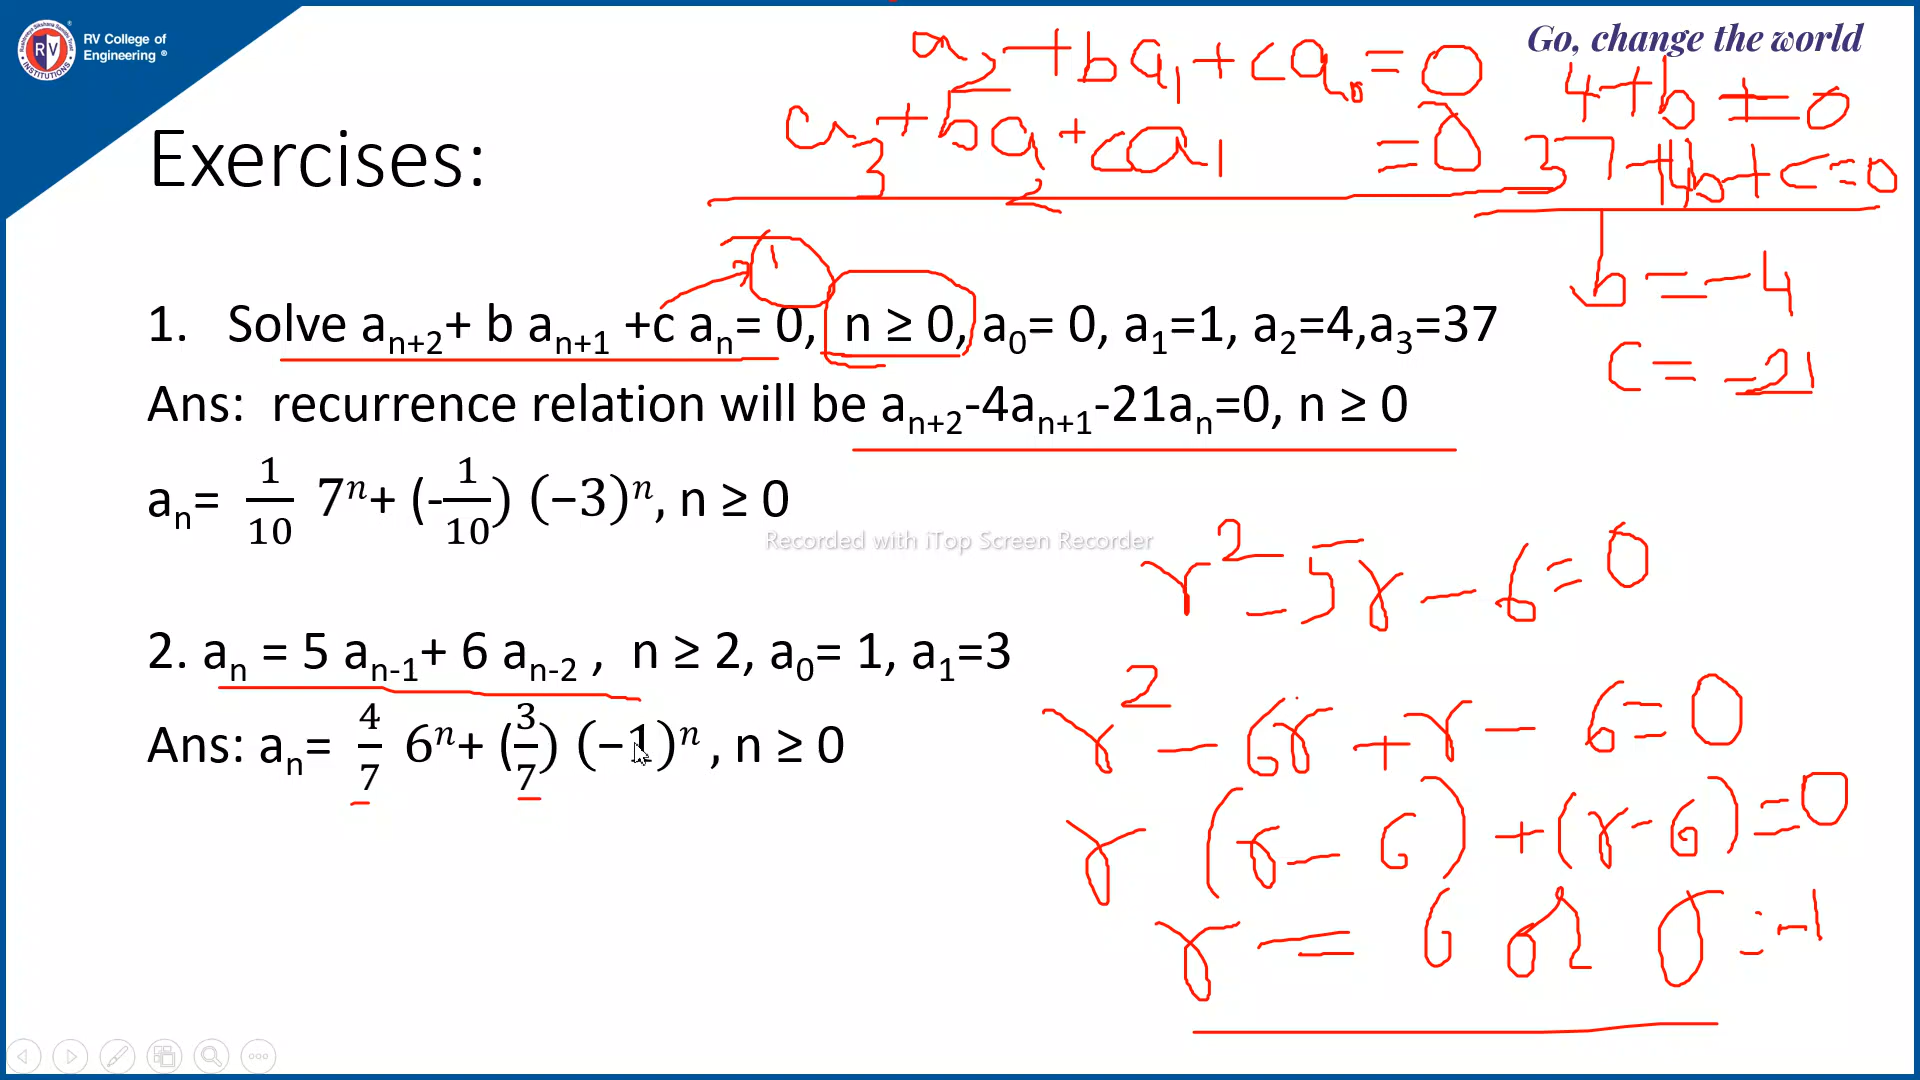 RV College of
Engineering ®
Go, change the world
a₂ + ba₁ + ca₀ = 0
a₃ + ba₂ + ca₁ = 0
4 + b = 0
37 + 4b + c = 0
b = -4
c = -21
Exercises:
1
1. Solve aₙ₊₂+ b aₙ₊₁ +c aₙ= 0, n ≥ 0, a₀= 0, a₁=1, a₂=4,a₃=37
Ans: recurrence relation will be aₙ₊₂-4aₙ₊₁-21aₙ=0, n ≥ 0
aₙ= 1/10 7ⁿ+ (-1/10) (−3)ⁿ, n ≥ 0
Recorded with iTop Screen Recorder
r² - 5r - 6 = 0
2. aₙ = 5 aₙ₋₁+ 6 aₙ₋₂ , n ≥ 2, a₀= 1, a₁=3
Ans: aₙ= 4/7 6ⁿ+ (3/7) (−1)ⁿ , n ≥ 0
r² - 6r + r - 6 = 0
r (r - 6) + (r - 6) = 0
r = 6 or r = -1